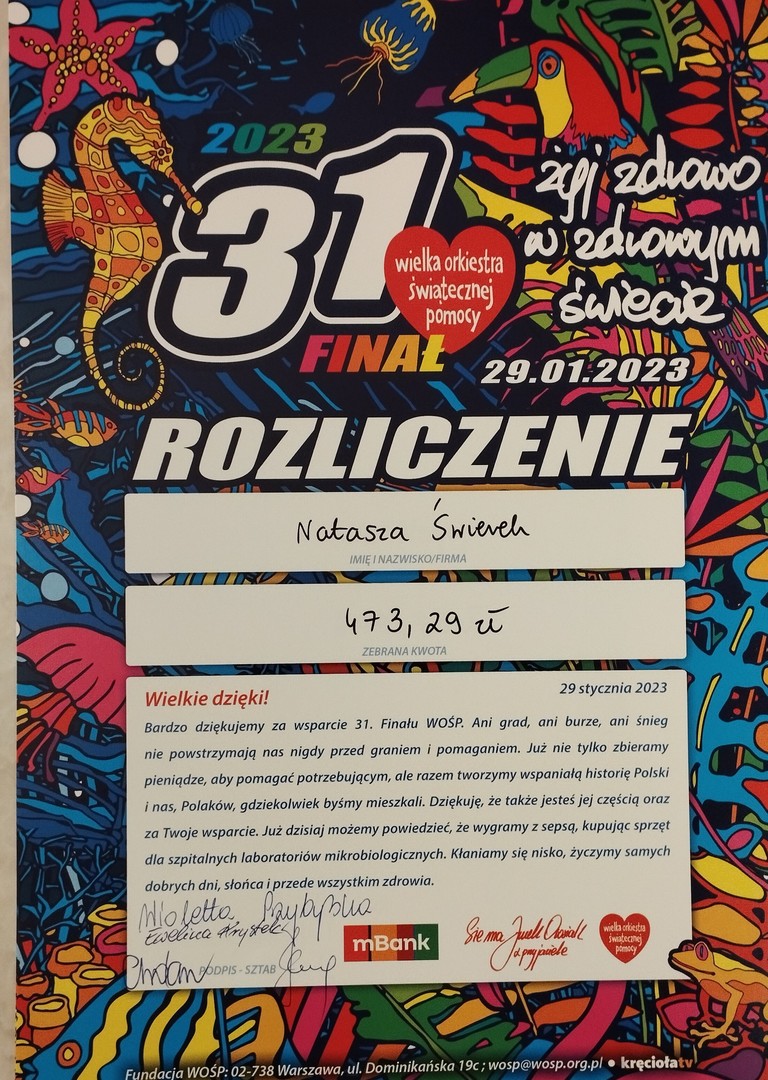 2023
31
FINAŁ
wielka orkiestra
świątecznej
pomocy
żyj zdrowo
w zdrowym
świecie
29.01.2023
ROZLICZENIE
Natasza Świerek
IMIĘ I NAZWISKO/FIRMA
473,29 zł
ZEBRANA KWOTA
Wielkie dzięki!
29 stycznia 2023
Bardzo dziękujemy za wsparcie 31. Finału WOŚP. Ani grad, ani burze, ani śnieg
nie powstrzymają nas nigdy przed graniem i pomaganiem. Już nie tylko zbieramy
pieniądze, aby pomagać potrzebującym, ale razem tworzymy wspaniałą historię Polski
i nas, Polaków, gdziekolwiek byśmy mieszkali. Dziękuję, że także jesteś jej częścią oraz
za Twoje wsparcie. Już dzisiaj możemy powiedzieć, że wygramy z sepsą, kupując sprzęt
dla szpitalnych laboratoriów mikrobiologicznych. Kłaniamy się nisko, życzymy samych
dobrych dni, słońca i przede wszystkim zdrowia.
Wioletta
Ewelina
PODPIS - SZTAB
mBank
Sie ma Jurek Owsiak
z przyjaciele
wielka orkiestra
świątecznej
pomocy
Fundacja WOŚP: 02-738 Warszawa, ul. Dominikańska 19c ; wosp@wosp.org.pl • kręciołatv